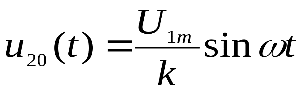 u₂₀(t) = U₁ₘ/k sin ωt